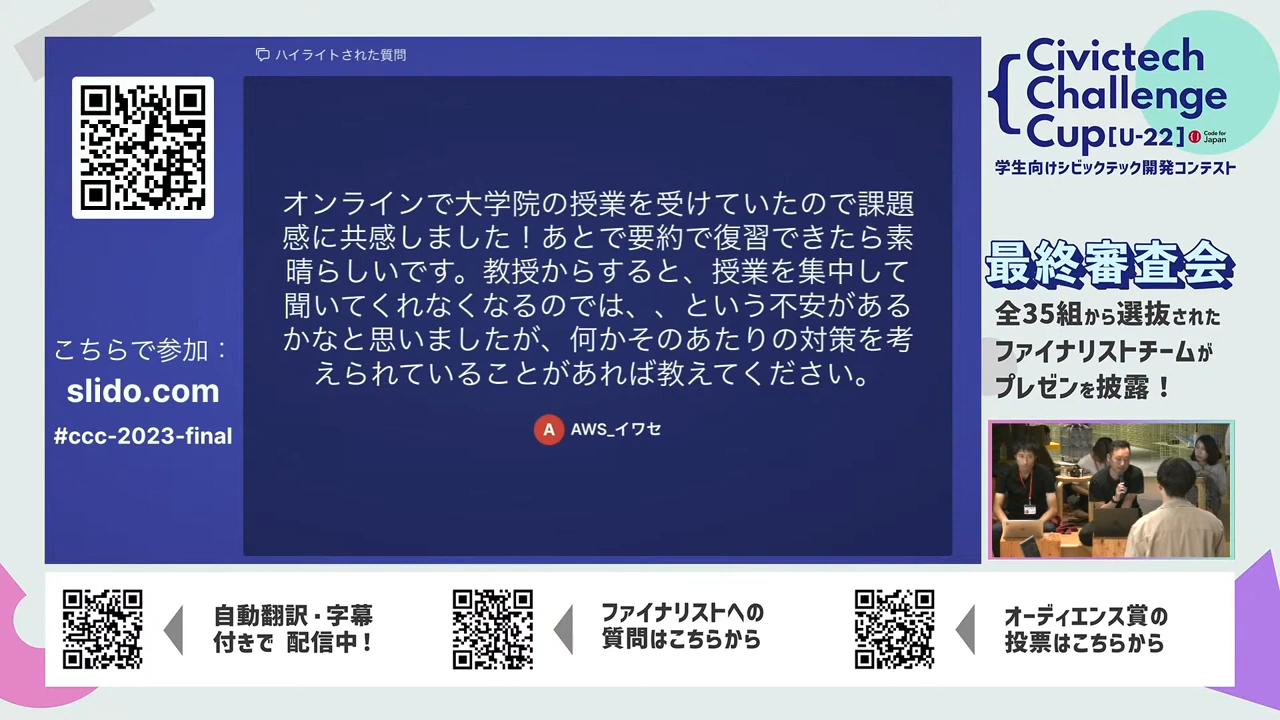 ハイライトされた質問
オンラインで大学院の授業を受けていたので課題
感に共感しました！あとで要約で復習できたら素
晴らしいです。教授からすると、授業を集中して
聞いてくれなくなるのでは、、という不安がある
かなと思いましたが、何かそのあたりの対策を考
えられていることがあれば教えてください。
A AWS_イワセ
こちらで参加：
slido.com
#ccc-2023-final
Civictech
Challenge
Cup[U-22]
Code for
Japan
学生向けシビックテック開発コンテスト
最終審査会
全35組から選抜された
ファイナリストチームが
プレゼンを披露！
自動翻訳・字幕
付きで 配信中！
ファイナリストへの
質問はこちらから
オーディエンス賞の
投票はこちらから